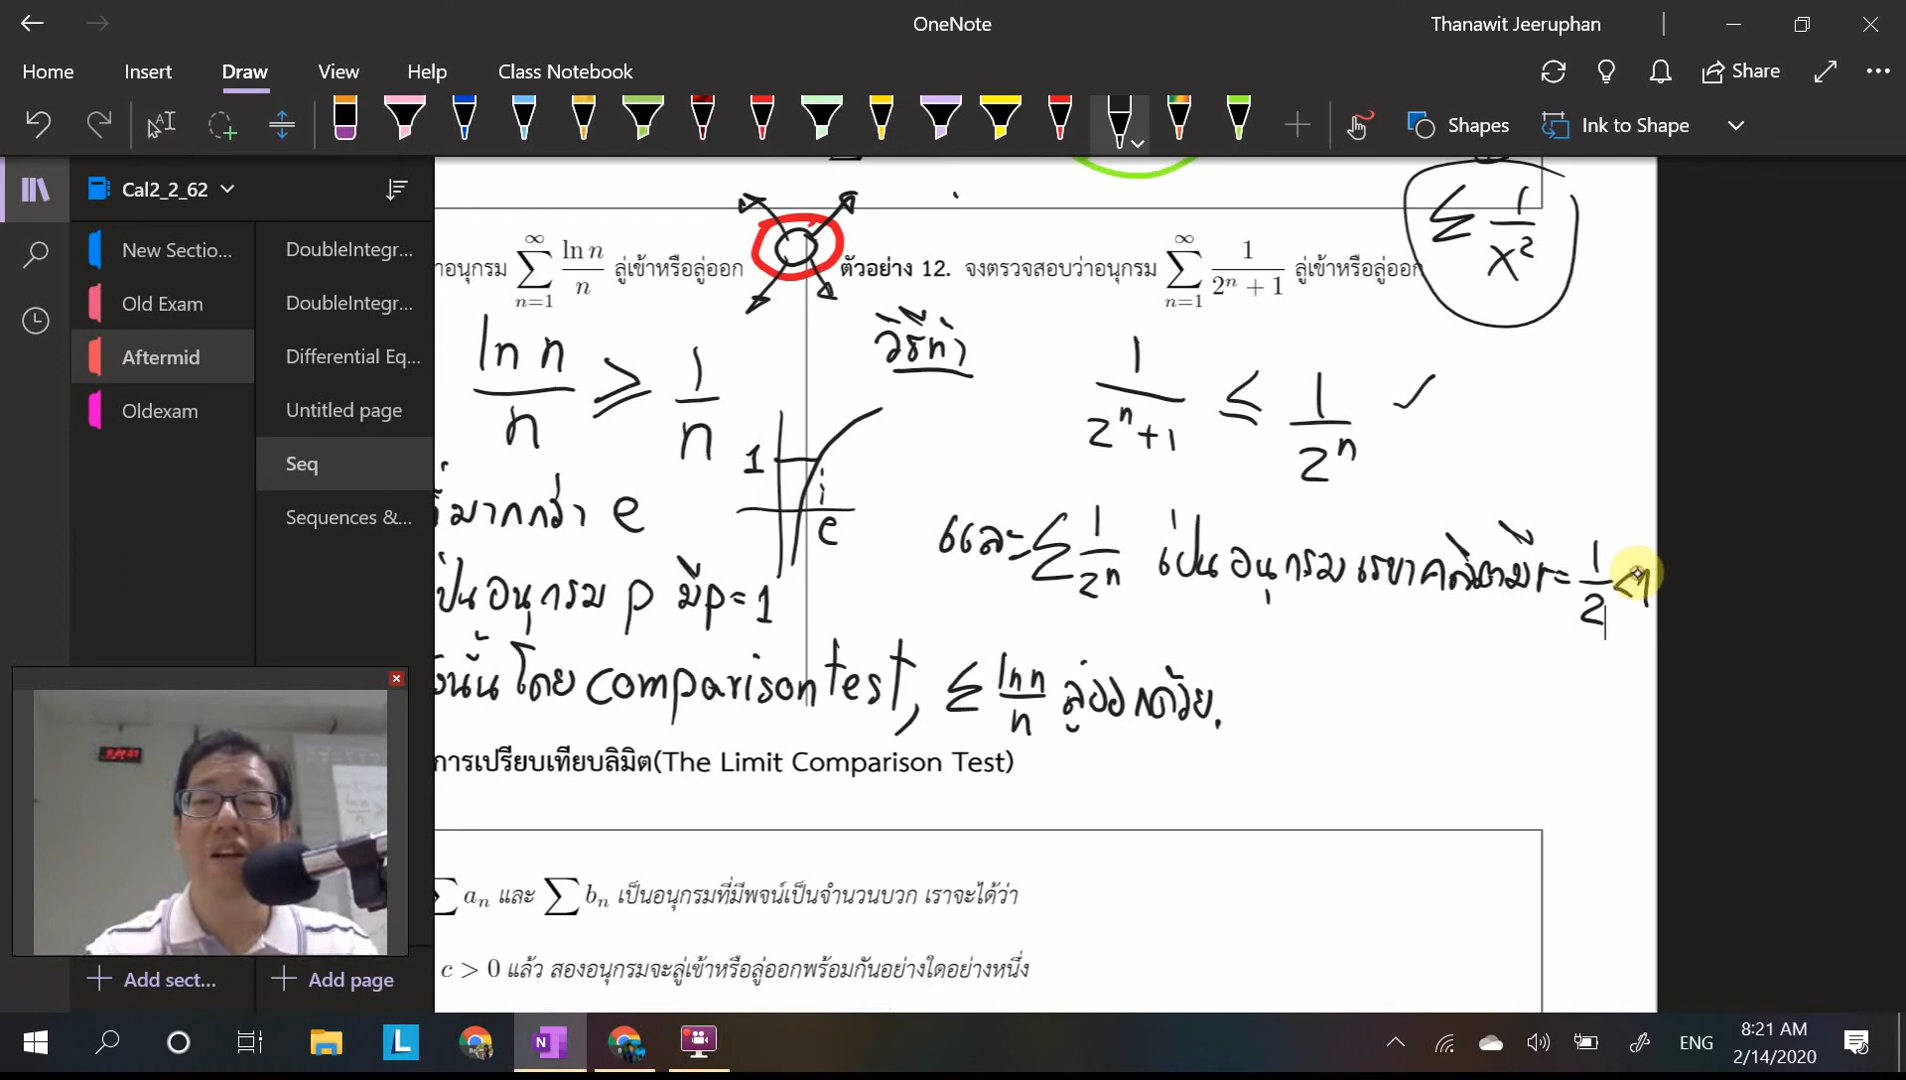 OneNote
Thanawit Jeeruphan
Home Insert Draw View Help Class Notebook
Share
Shapes
Ink to Shape
Cal2_2_62
New Sectio...
Old Exam
Aftermid
Oldexam
DoubleIntegr...
DoubleIntegr...
Differential Eq...
Untitled page
Seq
Sequences &...
Add sect...
Add page
∑ 1/x²
าอนุกรม ∑_{n=1}^{∞} ln n / n ลู่เข้าหรือลู่ออก
ตัวอย่าง 12. จงตรวจสอบว่าอนุกรม ∑_{n=1}^{∞} 1/(2ⁿ + 1) ลู่เข้าหรือลู่ออก
วิธีทำ
ln n / n ≥ 1/n
1
e
1/(2ⁿ+1) ≤ 1/2ⁿ ✓
มากกว่า e
และ ∑ 1/2ⁿ เป็นอนุกรมเรขาคณิตมี r = 1/2 <1
เป็นอนุกรม p มี p = 1
ดังนั้น โดย comparison test, ∑ ln n / n ลู่ออกด้วย.
การเปรียบเทียบลิมิต(The Limit Comparison Test)
∑ aₙ และ ∑ bₙ เป็นอนุกรมที่มีพจน์เป็นจำนวนบวก เราจะได้ว่า
c > 0 แล้ว สองอนุกรมจะลู่เข้าหรือลู่ออกพร้อมกันอย่างใดอย่างหนึ่ง
ENG
8:21 AM
2/14/2020